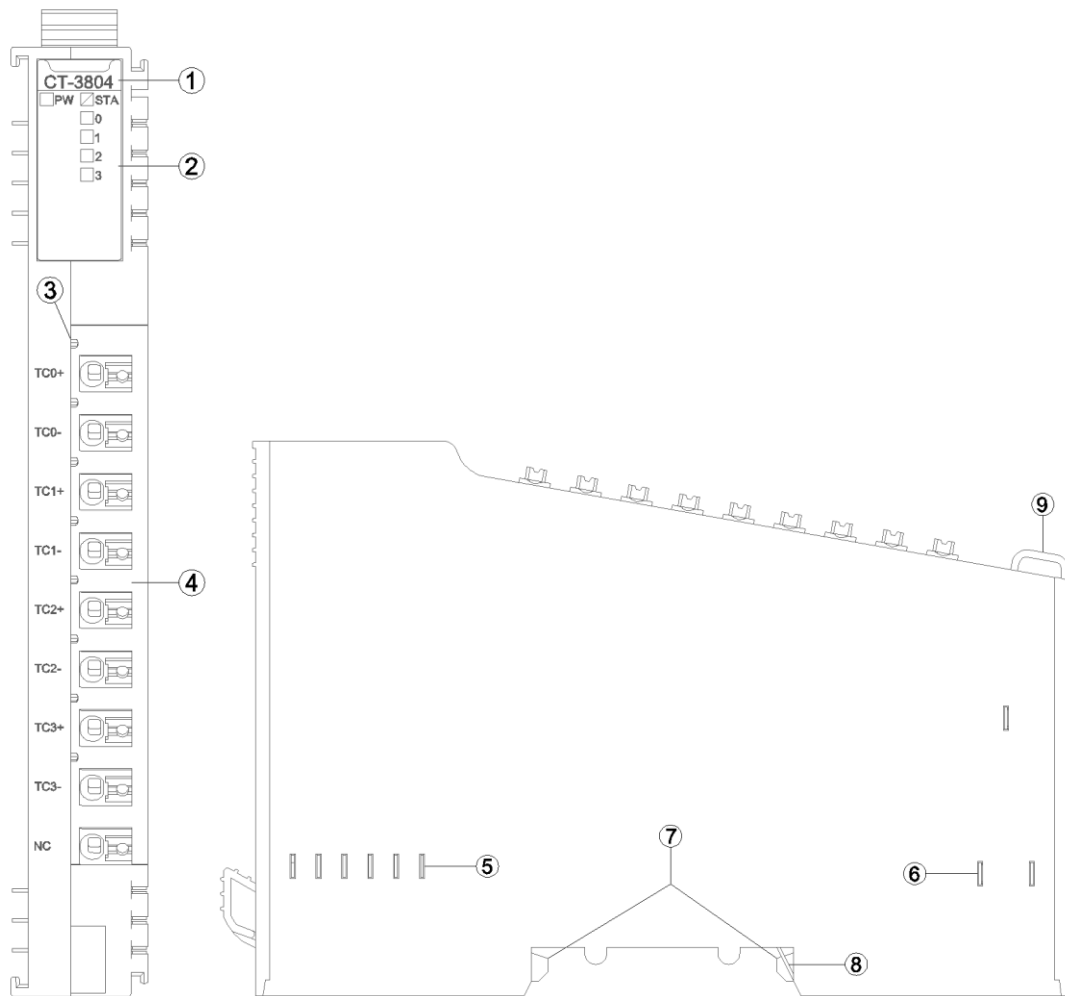 CT-3804 ①
PW STA
0
1
2 ②
3
③
TC0+
TC0-
TC1+
TC1-
④
TC2+
TC2-
TC3+
TC3-
NC
⑨
⑦
⑤ ⑥
⑧